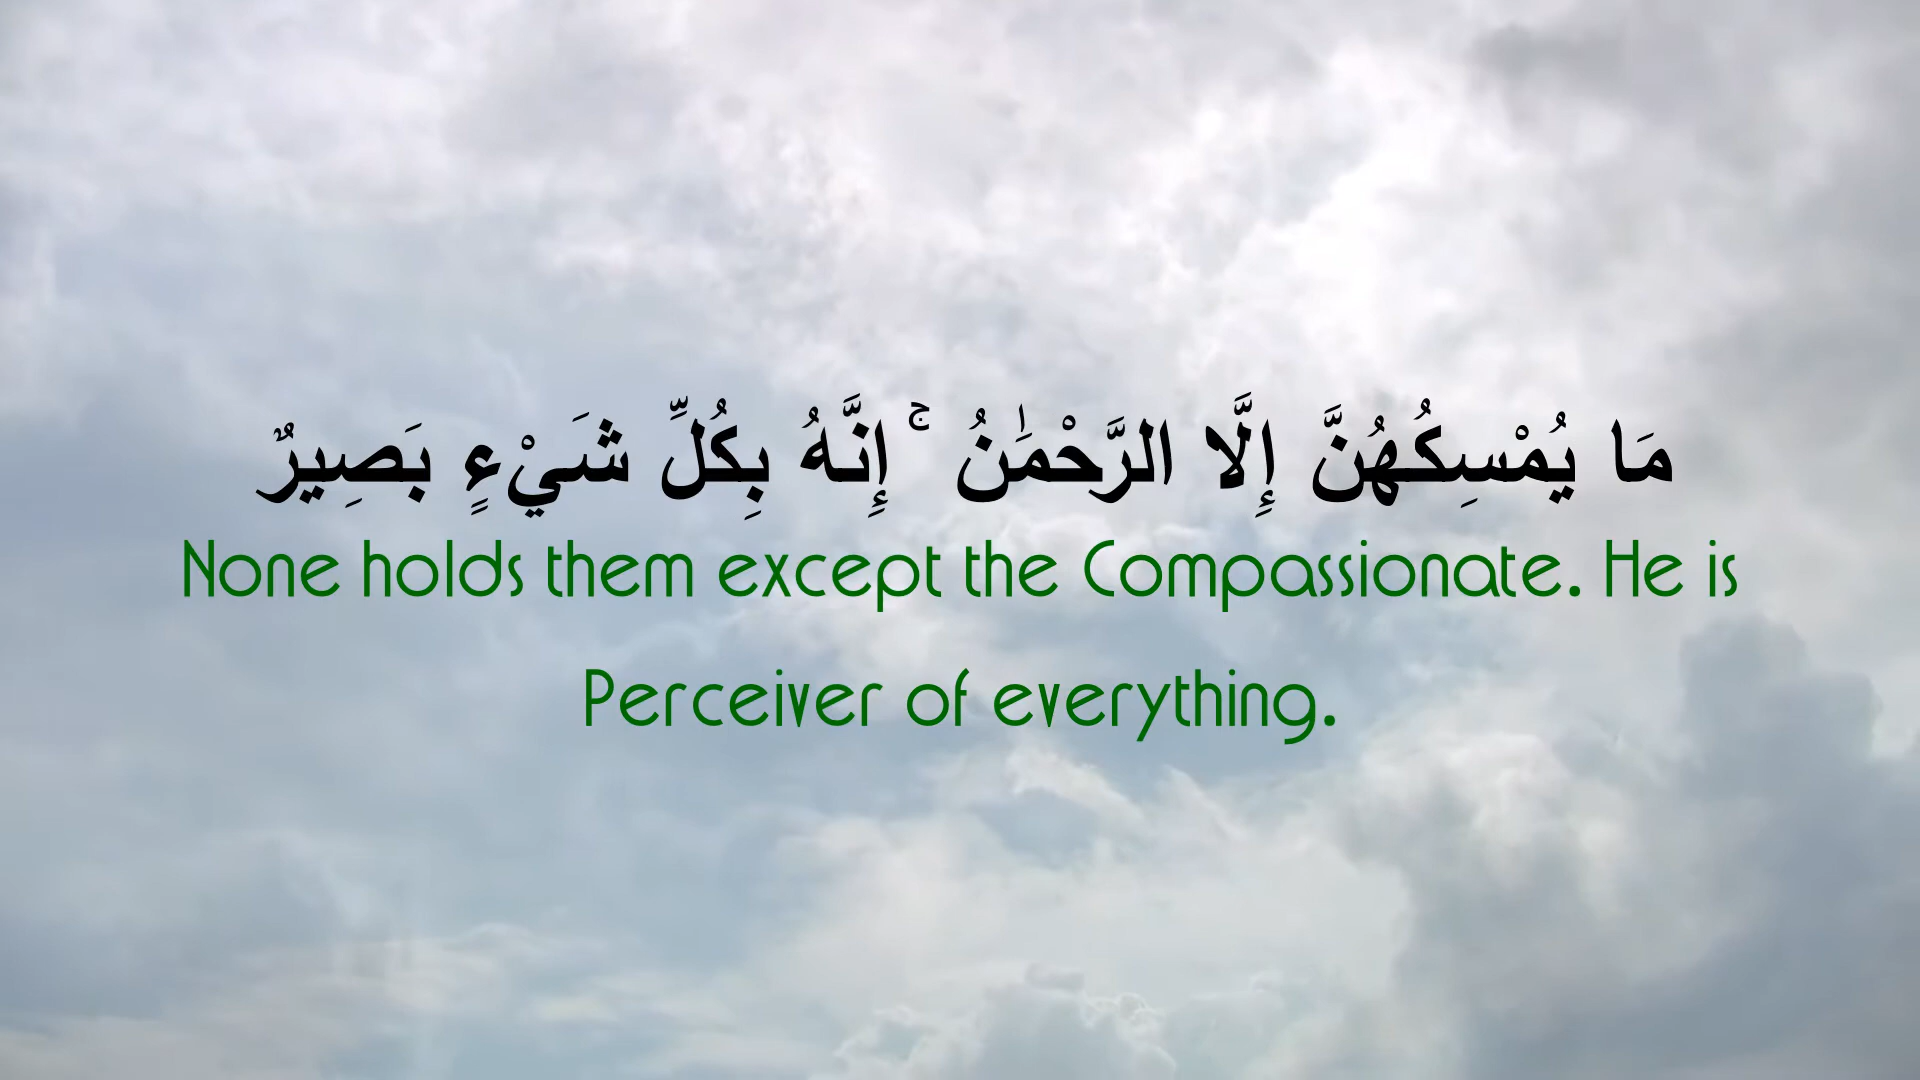 مَا يُمْسِكُهُنَّ إِلَّا الرَّحْمَٰنُ ۚ إِنَّهُ بِكُلِّ شَيْءٍ بَصِيرٌ
None holds them except the Compassionate. He is
Perceiver of everything.